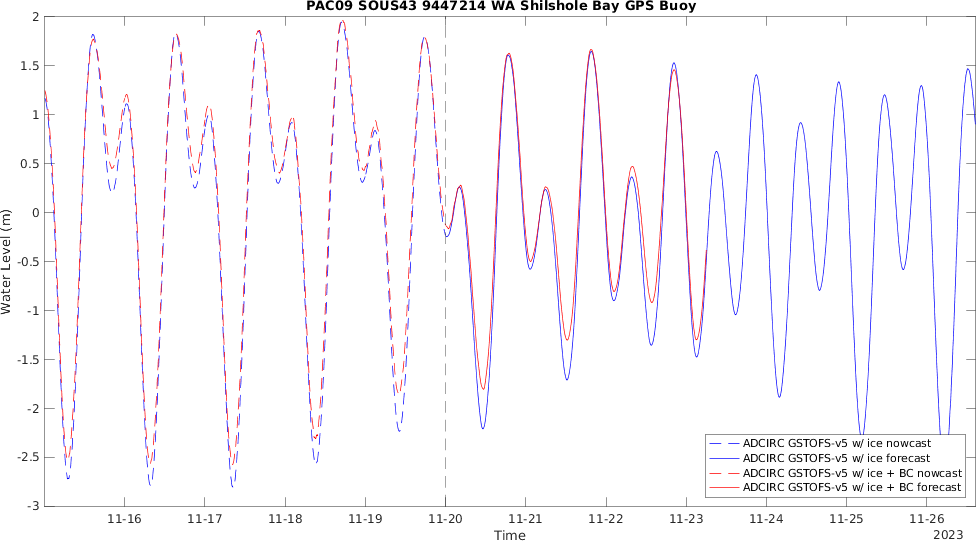 PAC09 SOUS43 9447214 WA Shilshole Bay GPS Buoy
2
1.5
1
0.5
0
-0.5
-1
-1.5
-2
-2.5
-3
Water Level (m)
ADCIRC GSTOFS-v5 w/ ice nowcast
ADCIRC GSTOFS-v5 w/ ice forecast
ADCIRC GSTOFS-v5 w/ ice + BC nowcast
ADCIRC GSTOFS-v5 w/ ice + BC forecast
11-16 11-17 11-18 11-19 11-20 11-21 11-22 11-23 11-24 11-25 11-26
Time
2023